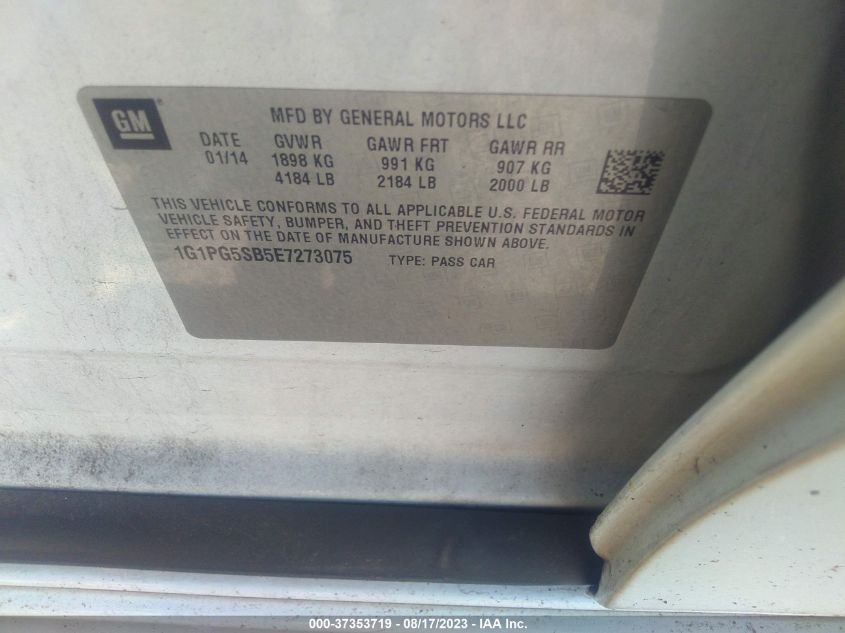 GM
MFD BY GENERAL MOTORS LLC
DATE GVWR GAWR FRT GAWR RR
01/14 1898 KG 991 KG 907 KG
4184 LB 2184 LB 2000 LB
THIS VEHICLE CONFORMS TO ALL APPLICABLE U.S. FEDERAL MOTOR
VEHICLE SAFETY, BUMPER, AND THEFT PREVENTION STANDARDS IN
EFFECT ON THE DATE OF MANUFACTURE SHOWN ABOVE.
1G1PG5SB5E7273075 TYPE: PASS CAR
000-37353719 - 08/17/2023 - IAA Inc.